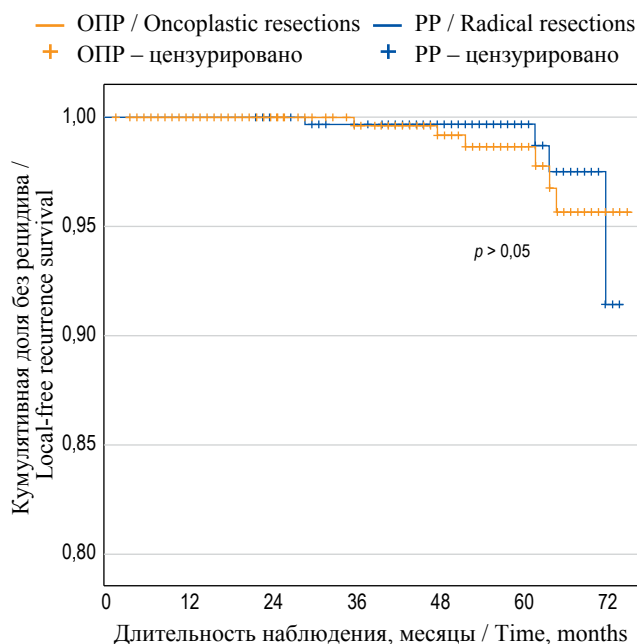 ОПР / Oncoplastic resections РР / Radical resections
ОПР – цензурировано РР – цензурировано
Кумулятивная доля без рецидива /
Local-free recurrence survival
1,00
0,95
0,90
0,85
0,80
p > 0,05
0 12 24 36 48 60 72
Длительность наблюдения, месяцы / Time, months